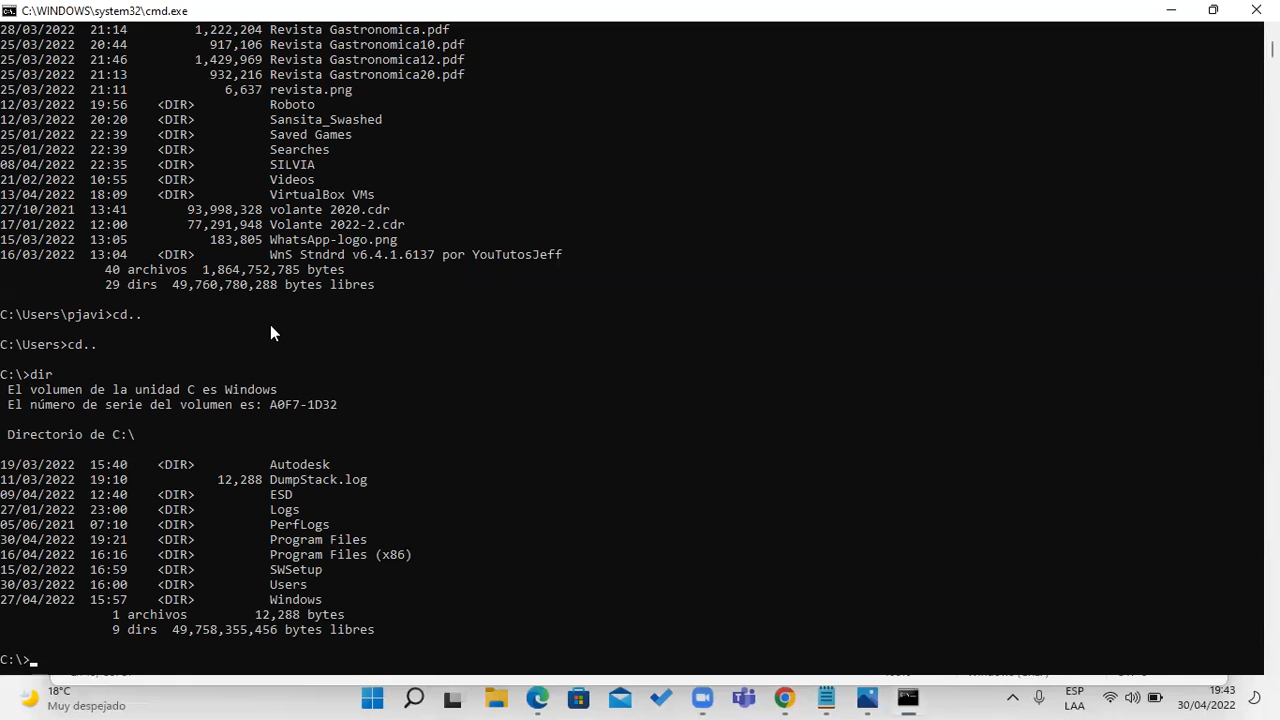 C:\WINDOWS\system32\cmd.exe
28/03/2022  21:14         1,222,204 Revista Gastronomica.pdf
25/03/2022  20:44           917,106 Revista Gastronomica10.pdf
25/03/2022  21:46         1,429,969 Revista Gastronomica12.pdf
25/03/2022  21:13           932,216 Revista Gastronomica20.pdf
25/03/2022  21:11             6,637 revista.png
12/03/2022  19:56    <DIR>          Roboto
12/03/2022  20:20    <DIR>          Sansita_Swashed
25/01/2022  22:39    <DIR>          Saved Games
25/01/2022  22:39    <DIR>          Searches
08/04/2022  22:35    <DIR>          SILVIA
21/02/2022  10:55    <DIR>          Videos
13/04/2022  18:09    <DIR>          VirtualBox VMs
27/10/2021  13:41        93,998,328 volante 2020.cdr
17/01/2022  12:00        77,291,948 Volante 2022-2.cdr
15/03/2022  13:05           183,805 WhatsApp-logo.png
16/03/2022  13:04    <DIR>          WnS Stndrd v6.4.1.6137 por YouTutosJeff
              40 archivos  1,864,752,785 bytes
              29 dirs  49,760,780,288 bytes libres
C:\Users\pjavi>cd..
C:\Users>cd..
C:\>dir
 El volumen de la unidad C es Windows
 El número de serie del volumen es: A0F7-1D32
 Directorio de C:\
19/03/2022  15:40    <DIR>          Autodesk
11/03/2022  19:10            12,288 DumpStack.log
09/04/2022  12:40    <DIR>          ESD
27/01/2022  23:00    <DIR>          Logs
05/06/2021  07:10    <DIR>          PerfLogs
30/04/2022  19:21    <DIR>          Program Files
16/04/2022  16:16    <DIR>          Program Files (x86)
15/02/2022  16:59    <DIR>          SWSetup
30/03/2022  16:00    <DIR>          Users
27/04/2022  15:57    <DIR>          Windows
               1 archivos         12,288 bytes
               9 dirs  49,758,355,456 bytes libres
C:\>_
18°C
Muy despejado
ESP
LAA
19:43
30/04/2022